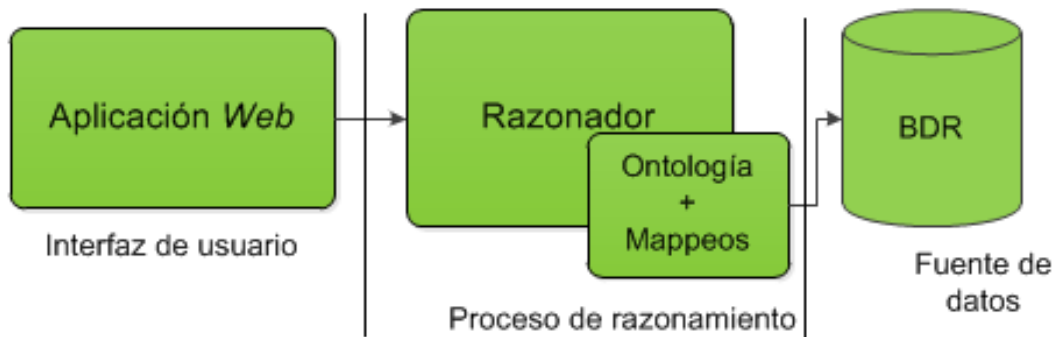 Aplicación Web
Interfaz de usuario
Razonador
Ontología
+
Mappeos
Proceso de razonamiento
BDR
Fuente de
datos